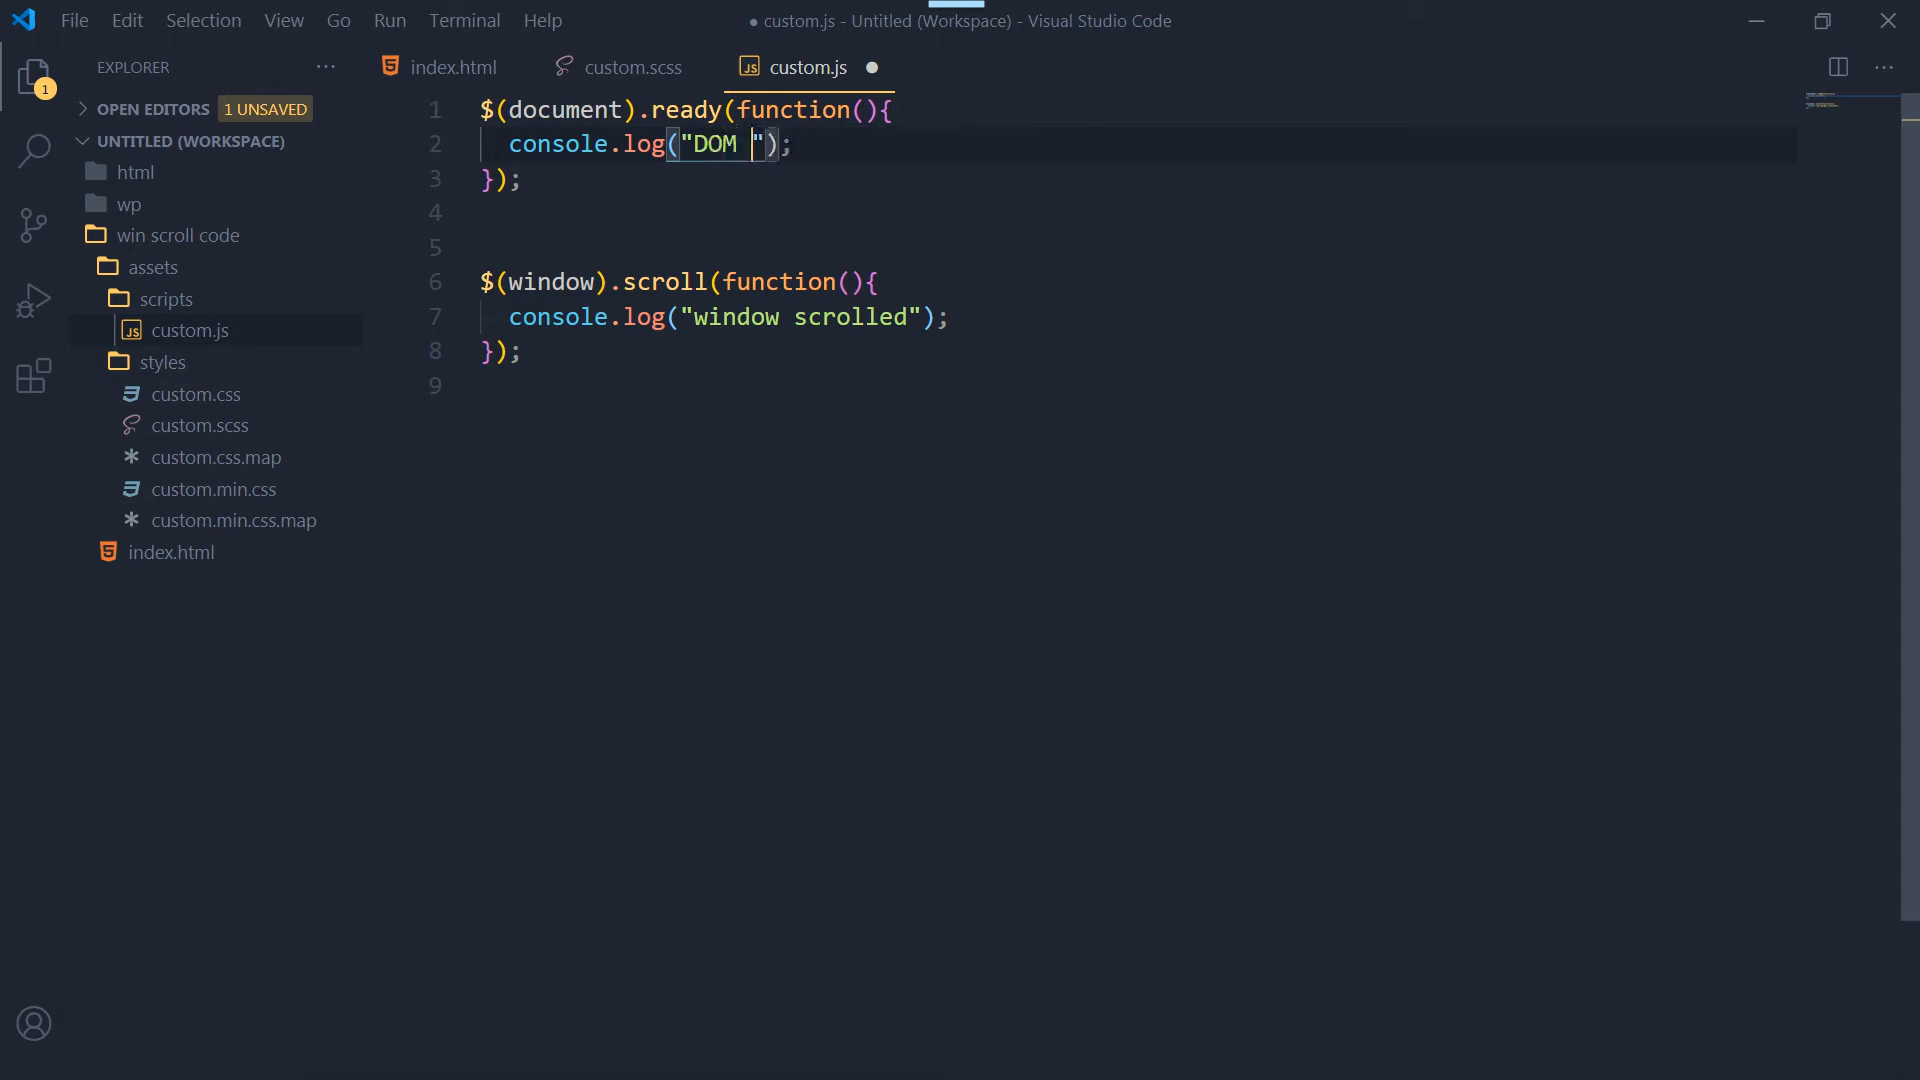 File Edit Selection View Go Run Terminal Help
● custom.js - Untitled (Workspace) - Visual Studio Code
1
EXPLORER ···
OPEN EDITORS 1 UNSAVED
UNTITLED (WORKSPACE)
html
wp
win scroll code
assets
scripts
JS custom.js
styles
custom.css
custom.scss
custom.css.map
custom.min.css
custom.min.css.map
index.html
index.html
custom.scss
JS custom.js ●
1 $(document).ready(function(){
2 console.log("DOM ");
3 });
4
5
6 $(window).scroll(function(){
7 console.log("window scrolled");
8 });
9